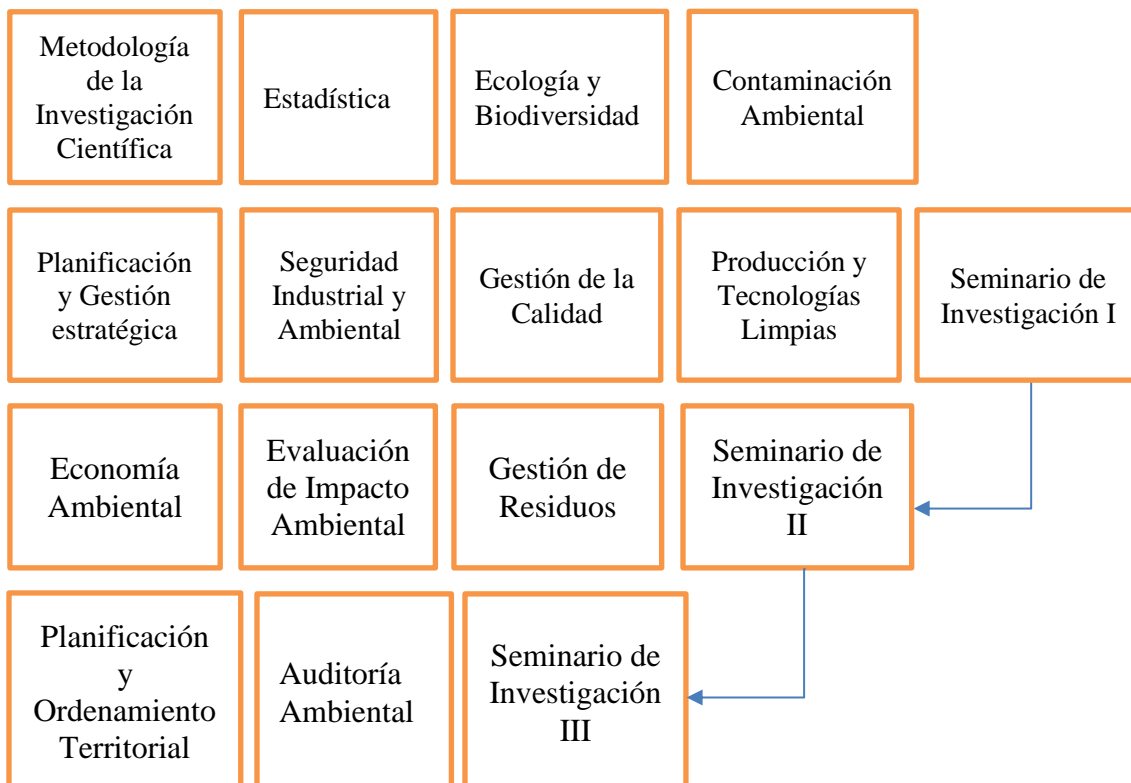 Metodología
de la
Investigación
Científica
Estadística
Ecología y
Biodiversidad
Contaminación
Ambiental
Planificación
y Gestión
estratégica
Seguridad
Industrial y
Ambiental
Gestión de la
Calidad
Producción y
Tecnologías
Limpias
Seminario de
Investigación I
Economía
Ambiental
Evaluación
de Impacto
Ambiental
Gestión de
Residuos
Seminario de
Investigación
II
Planificación
y
Ordenamiento
Territorial
Auditoría
Ambiental
Seminario de
Investigación
III